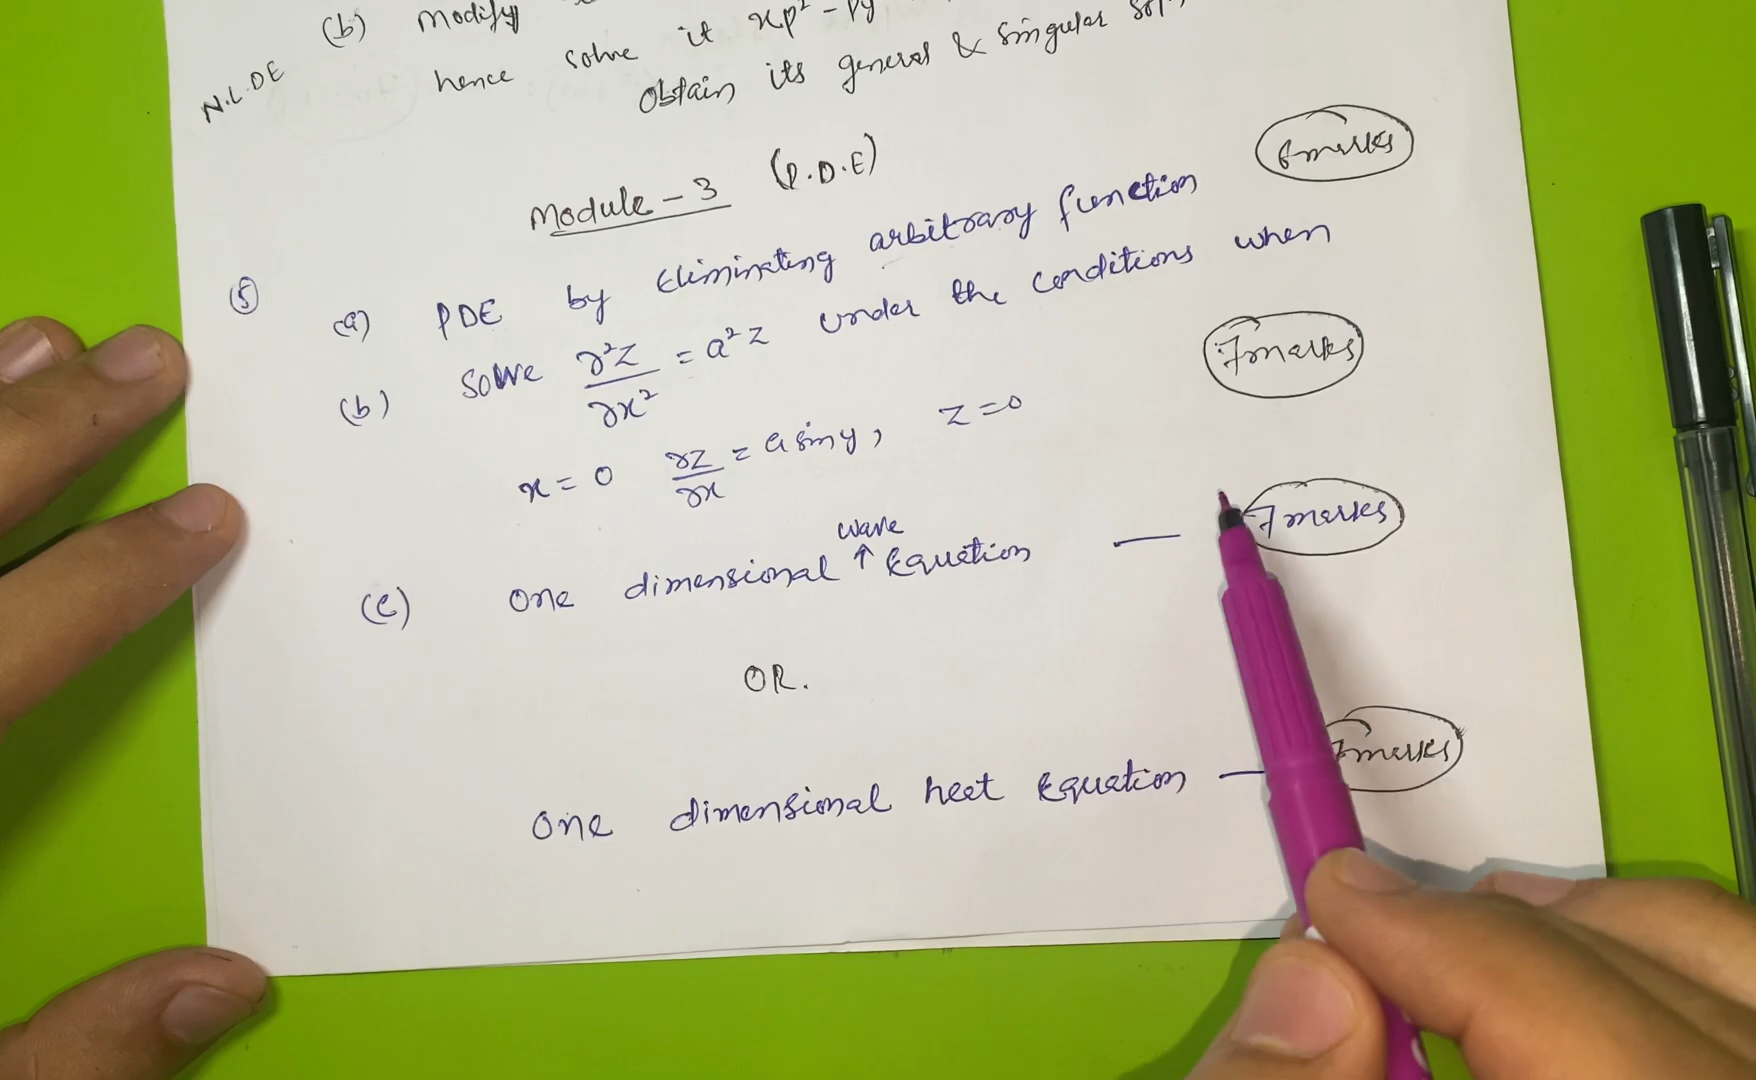 (b) Modify
N.L.DE hence solve it xp² - py
Obtain its general & singular
Module - 3 (P.D.E)
6marks
⑤ (a) PDE by Eliminating arbitrary function
(b) Solve ∂²z/∂x² = a²z under the conditions when
7marks
x = 0 ∂z/∂x = a sin y, z = 0
(c) One dimensional ↑ wave Equation — 7marks
OR.
One dimensional heat Equation — 7marks